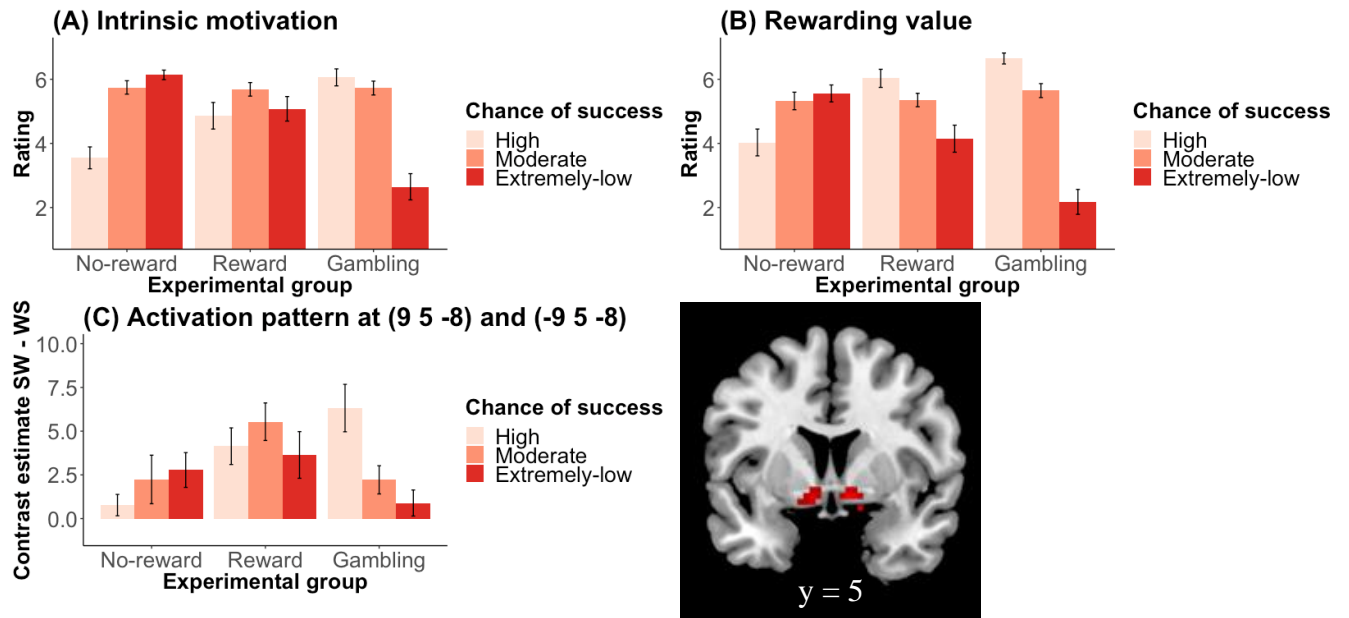 (A) Intrinsic motivation
Rating
6
4
2
No-reward Reward Gambling
Experimental group
Chance of success
High
Moderate
Extremely-low
(B) Rewarding value
Rating
6
4
2
No-reward Reward Gambling
Experimental group
Chance of success
High
Moderate
Extremely-low
(C) Activation pattern at (9 5 -8) and (-9 5 -8)
Contrast estimate SW - WS
10.0
7.5
5.0
2.5
0.0
No-reward Reward Gambling
Experimental group
Chance of success
High
Moderate
Extremely-low
y = 5